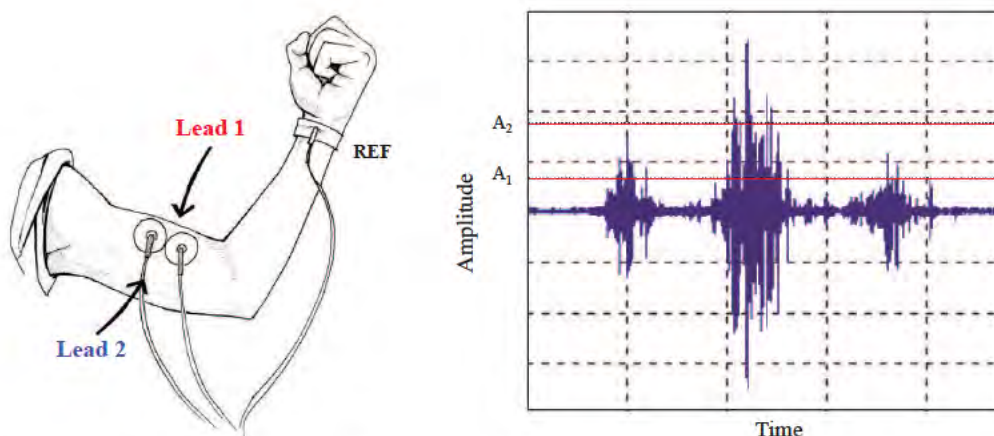 Lead 1
REF
Lead 2
A2
A1
Amplitude
Time